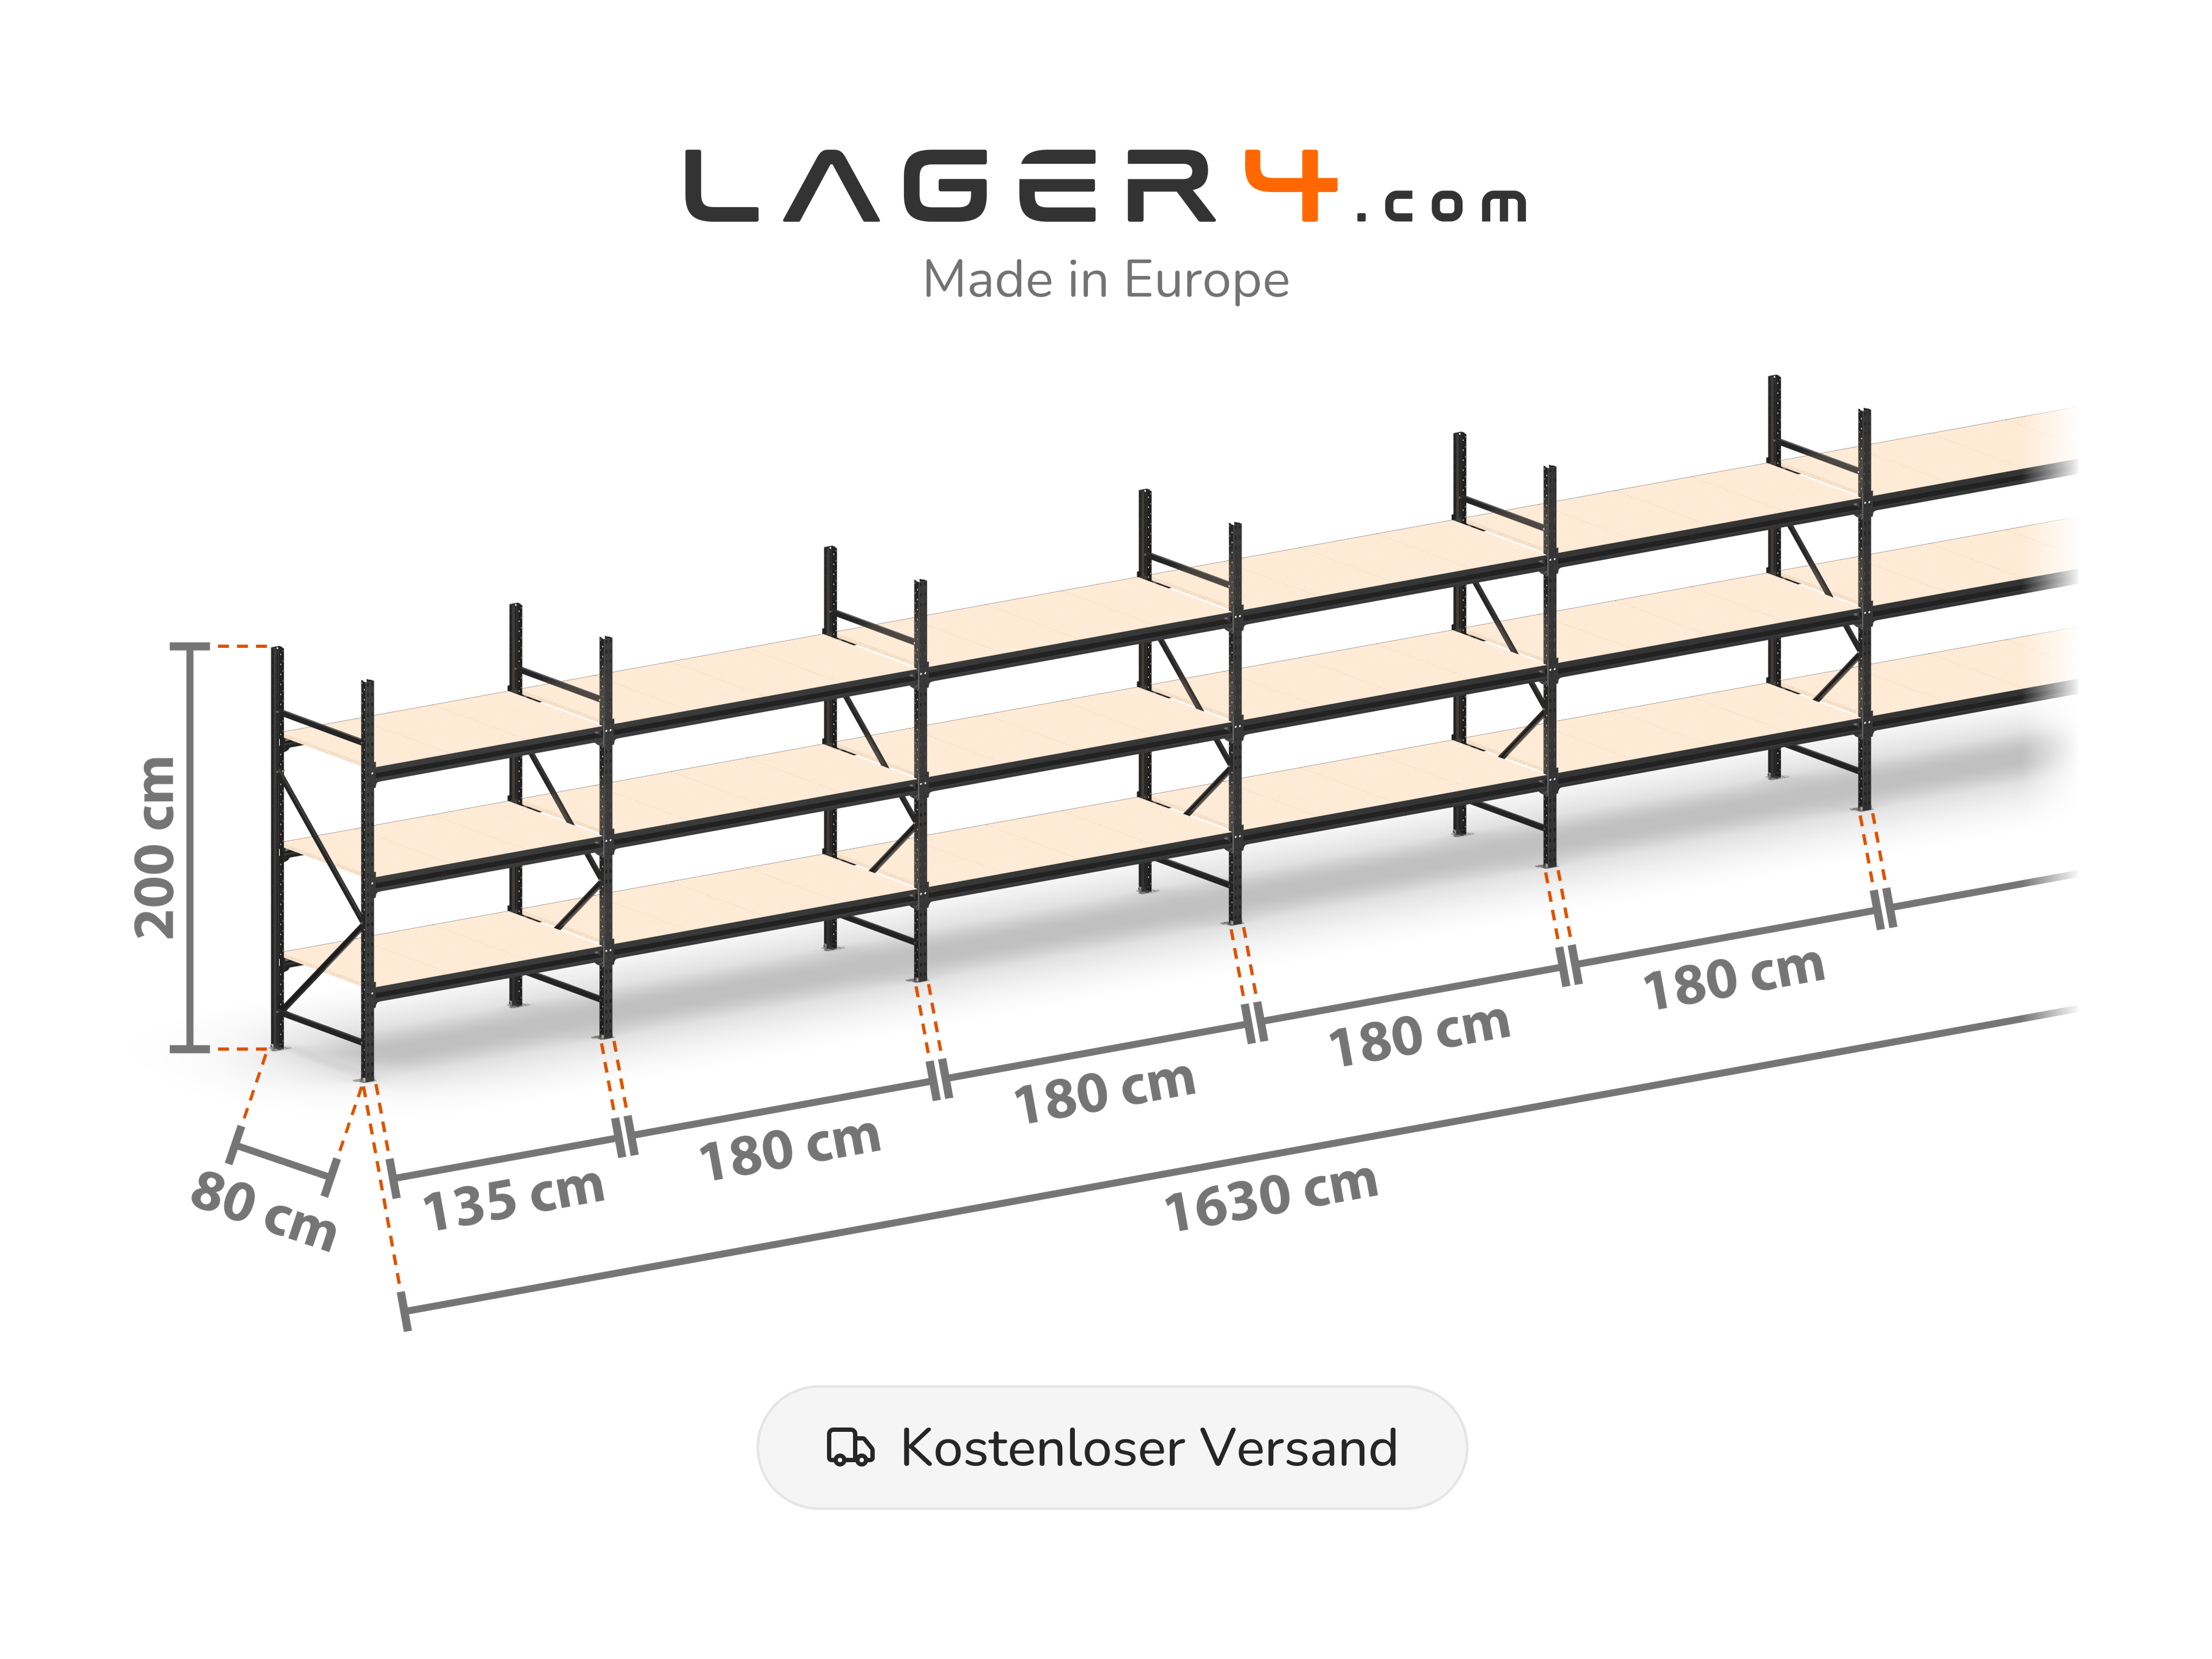 LAGER4.com
Made in Europe
200 cm
80 cm
135 cm
180 cm
180 cm
180 cm
180 cm
1630 cm
Kostenloser Versand